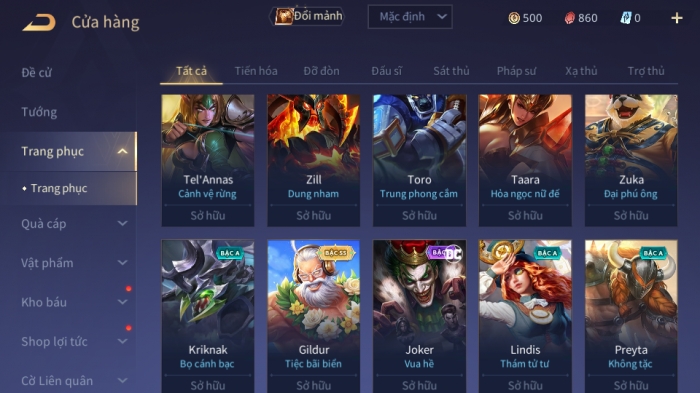 Cửa hàng
Đổi mảnh
Mặc định
500
860
0
Đề cử
Tướng
Trang phục
Trang phục
Quà cáp
Vật phẩm
Kho báu
Shop lợi tức
Cờ Liên quân
Tất cả Tiến hóa Đỡ đòn Đấu sĩ Sát thủ Pháp sư Xạ thủ Trợ thủ
Tel'Annas
Cảnh vệ rừng
Sở hữu
Zill
Dung nham
Sở hữu
Toro
Trung phong cắm
Sở hữu
Taara
Hỏa ngọc nữ đế
Sở hữu
Zuka
Đại phú ông
Sở hữu
BẬC A
Kriknak
Bọ cánh bạc
Sở hữu
BẬC SS
Gildur
Tiệc bãi biển
Sở hữu
DC
Joker
Vua hề
Sở hữu
BẬC A
Lindis
Thám tử tư
Sở hữu
BẬC A
Preyta
Không tặc
Sở hữu